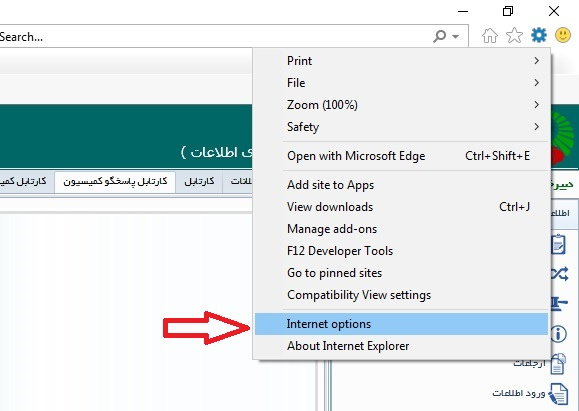 Search...
Print
File
Zoom (100%)
Safety
Open with Microsoft Edge Ctrl+Shift+E
Add site to Apps
View downloads Ctrl+J
Manage add-ons
F12 Developer Tools
Go to pinned sites
Compatibility View settings
Internet options
About Internet Explorer
ی اطلاعات )
کارتابل
کارتابل پاسخگو کمیسیون
کارتابل کمی
ارجاعات
ورود اطلاعات